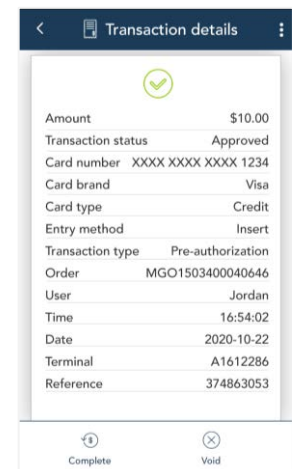 Transaction details
Amount $10.00
Transaction status Approved
Card number XXXX XXXX XXXX 1234
Card brand Visa
Card type Credit
Entry method Insert
Transaction type Pre-authorization
Order MGO1503400040646
User Jordan
Time 16:54:02
Date 2020-10-22
Terminal A1612286
Reference 374863053
Complete Void